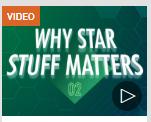 VIDEO
WHY STAR
STUFF MATTERS
02